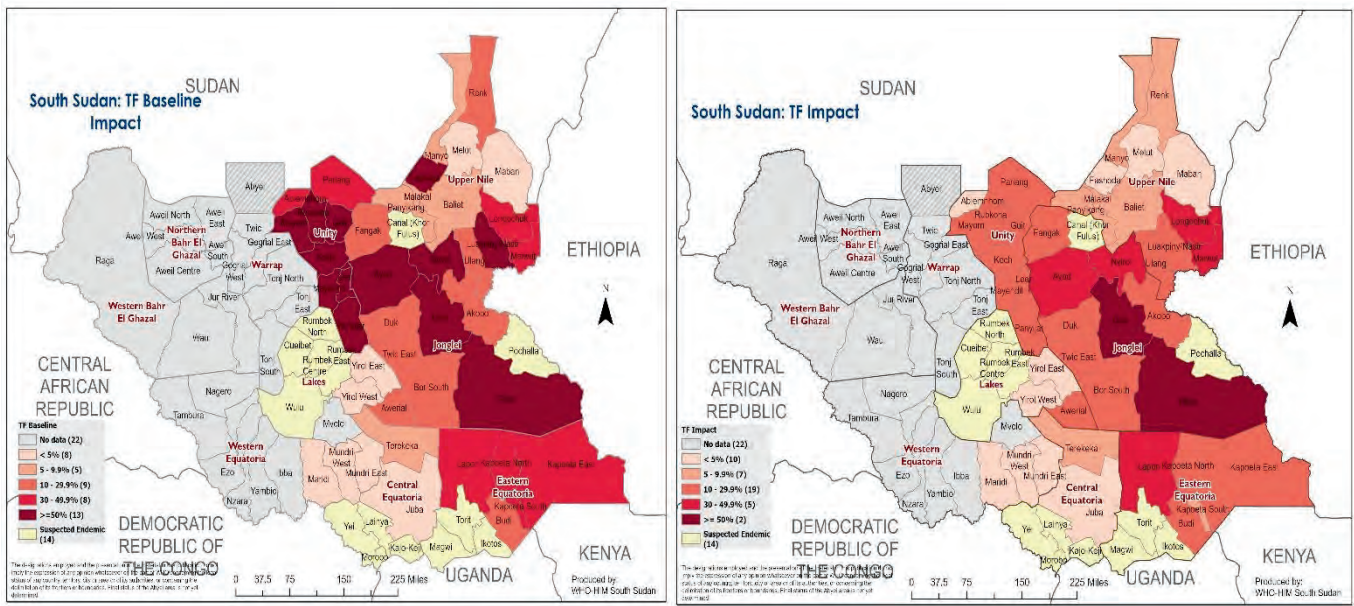 SUDAN
South Sudan: TF Baseline
Impact
Renk
Manyo
Melut
Maban
Upper Nile
Abyei
Pariang
Malakal
Panyikang
Baliet
Canal (Khor
Fulus)
Fangak
Unity
Ulang
ETHIOPIA
Aweil North
Aweil
East
Northern
Bahr El
Ghazal
Aweil
South
Aweil Centre
Twic
Gogrial East
Gogrial
West
Warrap
Tonj North
Raga
Western Bahr
El Ghazal
Jur River
Tonj
East
Wau
Rumbek
North
Cueibet
Rumbek
Centre
Lakes
Tonj
South
Wulu
Yirol East
Yirol West
Duk
Twic East
Akobo
Jonglei
Pochalla
Bor South
Awerial
N
CENTRAL
AFRICAN
REPUBLIC
Nagero
Tambura
Mvolo
Western
Equatoria
Ezo
Ibba
Yambio
Nzara
Maridi
Mundri
West
Mundri East
Terekeka
Central
Equatoria
Juba
Lapon
Kapoeta North
Kapoeta East
Eastern
Equatoria
Kapoeta South
Budi
Torit
Ikotos
Magwi
Yei
Lainya
Morobo
Kajo-Keji
TF Baseline
No data (22)
< 5% (8)
5 - 9.9% (5)
10 - 29.9% (9)
30 - 49.9% (8)
>=50% (13)
Suspected Endemic
(14)
DEMOCRATIC
REPUBLIC OF
THE CONGO
UGANDA
KENYA
0 37.5 75 150 225 Miles
Produced by:
WHO-HIM South Sudan
SUDAN
South Sudan: TF Impact
Renk
Manyo
Melut
Fashoda
Maban
Upper Nile
Abyei
Pariang
Abiemnhom
Rubkona
Mayom
Guit
Unity
Koch
Leer
Mayendit
Panyijiar
Malakal
Panyikang
Baliet
Canal (Khor
Fulus)
Fangak
Ayod
Nyirol
Ulang
Luakpiny/Nasir
Longochuk
Maiwut
ETHIOPIA
Aweil North
Aweil
East
Aweil West
Northern
Bahr El
Ghazal
Aweil
South
Aweil Centre
Twic
Gogrial East
Gogrial
West
Warrap
Tonj North
Raga
Western Bahr
El Ghazal
Jur River
Tonj
East
Wau
Rumbek
North
Cueibet
Rumbek
East
Rumbek
Centre
Lakes
Tonj
South
Wulu
Yirol East
Yirol West
Duk
Twic East
Akobo
Jonglei
Pochalla
Bor South
Awerial
N
CENTRAL
AFRICAN
REPUBLIC
Nagero
Tambura
Mvolo
Western
Equatoria
Ezo
Ibba
Yambio
Nzara
Maridi
Mundri
West
Mundri East
Terekeka
Central
Equatoria
Juba
Lapon
Kapoeta North
Kapoeta East
Eastern
Equatoria
Kapoeta South
Budi
Torit
Ikotos
Magwi
Yei
Lainya
Morobo
Kajo-Keji
TF Impact
No data (22)
< 5% (10)
5 - 9.9% (7)
10 - 29.9% (19)
30 - 49.9% (5)
>= 50% (2)
Suspected Endemic
(14)
DEMOCRATIC
REPUBLIC OF
THE CONGO
UGANDA
KENYA
0 37.5 75 150 225 Miles
Produced by:
WHO-HIM South Sudan